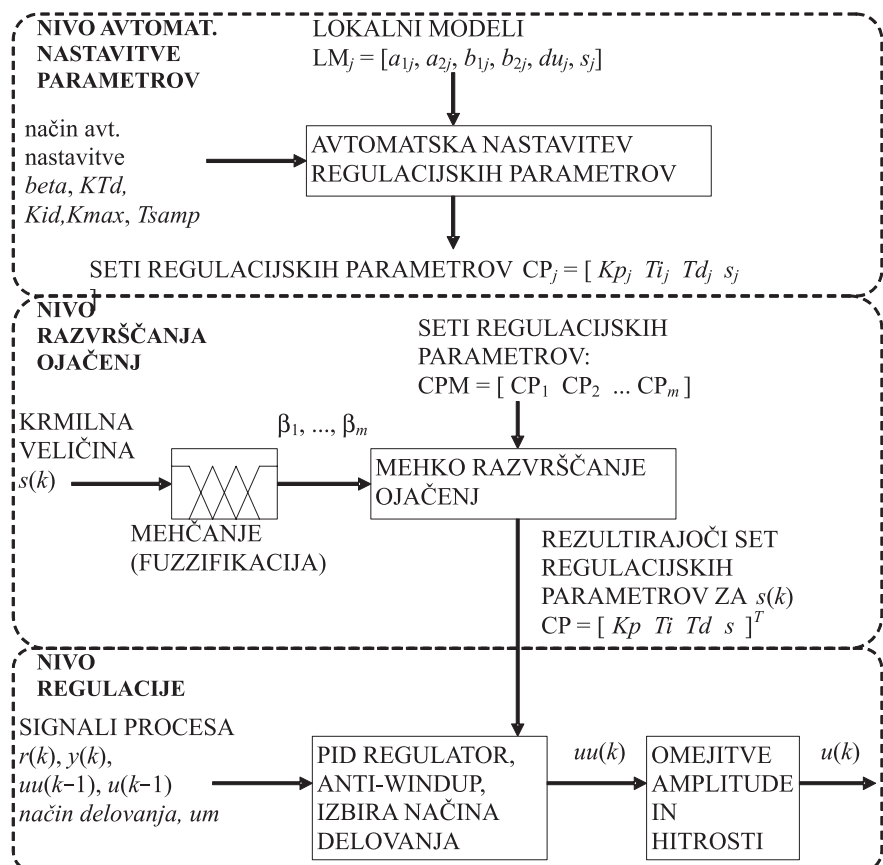 NIVO AVTOMAT.
NASTAVITVE
PARAMETROV
LOKALNI MODELI
LMj = [a1j, a2j, b1j, b2j, duj, sj]
način avt.
nastavitve
beta, KTd,
Kid,Kmax, Tsamp
AVTOMATSKA NASTAVITEV
REGULACIJSKIH PARAMETROV
SETI REGULACIJSKIH PARAMETROV CPj = [ Kpj Tij Tdj sj
]
NIVO
RAZVRŠČANJA
OJAČENJ
SETI REGULACIJSKIH
PARAMETROV:
CPM = [ CP1 CP2 ... CPm ]
KRMILNA
VELIČINA
s(k)
β1, ..., βm
MEHČANJE
(FUZZIFIKACIJA)
MEHKO RAZVRŠČANJE
OJAČENJ
REZULTIRAJOČI SET
REGULACIJSKIH
PARAMETROV ZA s(k)
CP = [ Kp Ti Td s ]T
NIVO
REGULACIJE
SIGNALI PROCESA
r(k), y(k),
uu(k−1), u(k−1)
način delovanja, um
PID REGULATOR,
ANTI-WINDUP,
IZBIRA NAČINA
DELOVANJA
uu(k)
OMEJITVE
AMPLITUDE
IN
HITROSTI
u(k)